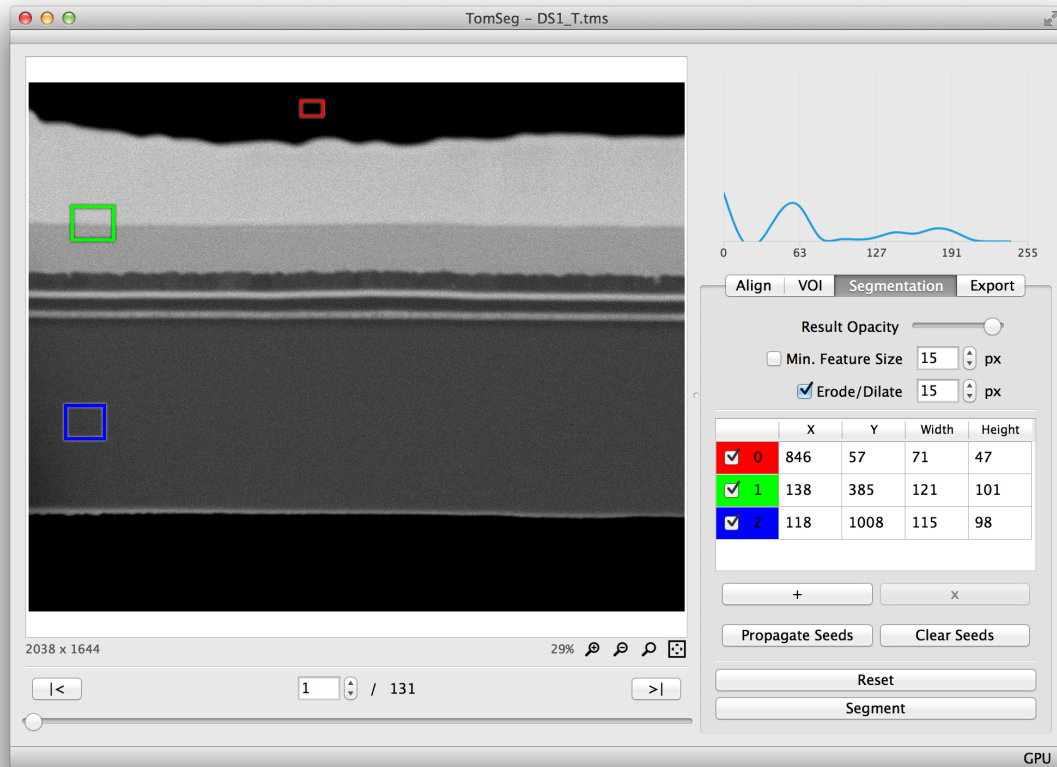 TomSeg – DS1_T.tms
0 63 127 191 255
Align VOI Segmentation Export
Result Opacity
Min. Feature Size 15 px
Erode/Dilate 15 px
X Y Width Height
0 846 57 71 47
1 138 385 121 101
2 118 1008 115 98
+ x
Propagate Seeds Clear Seeds
2038 x 1644 29%
|< 1 / 131 >|
Reset
Segment
GPU